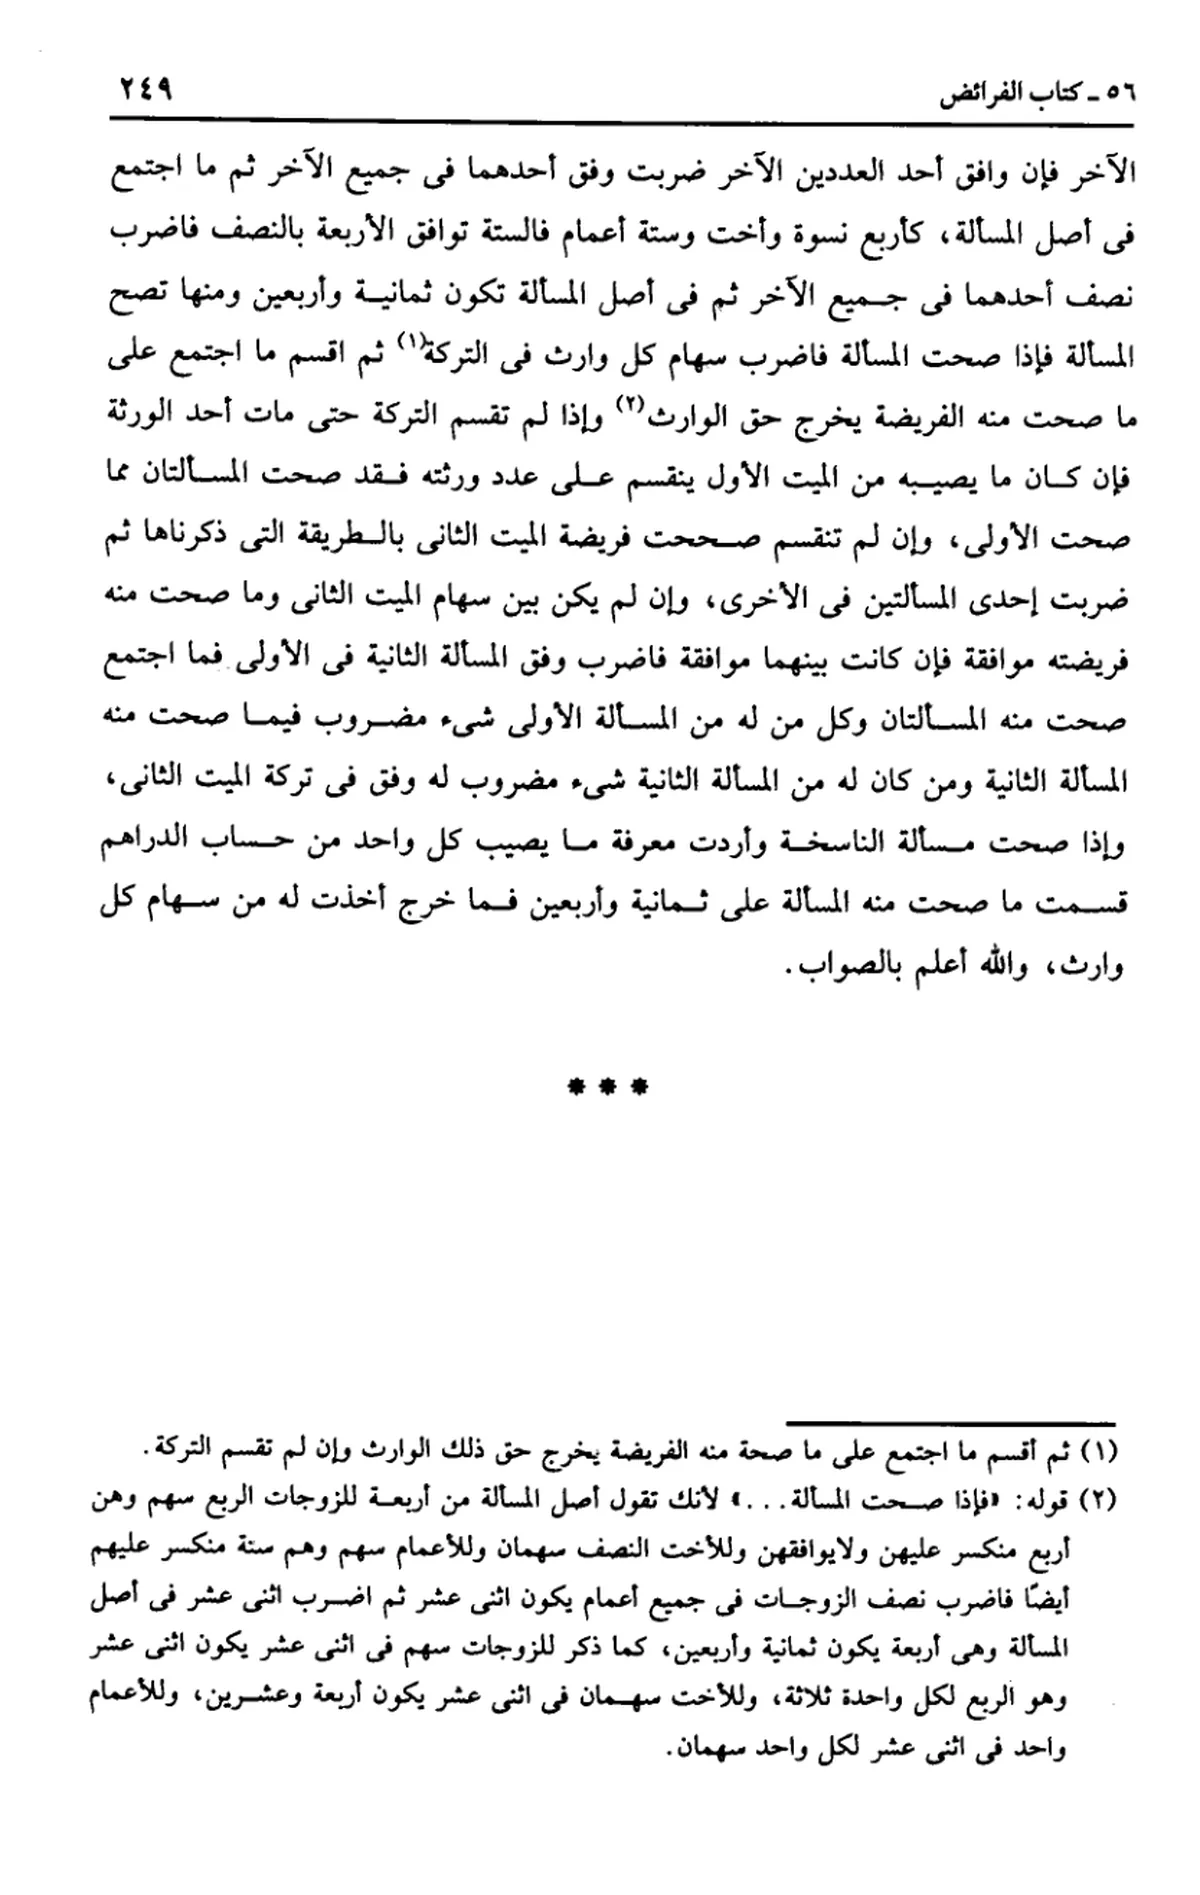 ٥٦ - كتاب الفرائض ٢٤٩
الآخر فإن وافق أحد العددين الآخر ضربت وفق أحدهما فى جميع الآخر ثم ما اجتمع
فى أصل المسألة، كأربع نسوة وأخت وستة أعمام فالستة توافق الأربعة بالنصف فاضرب
نصف أحدهما فى جميع الآخر ثم فى أصل المسألة تكون ثمانية وأربعين ومنها تصح
المسألة فإذا صحت المسألة فاضرب سهام كل وارث فى التركة(١) ثم اقسم ما اجتمع على
ما صحت منه الفريضة يخرج حق الوارث(٢) وإذا لم تقسم التركة حتى مات أحد الورثة
فإن كان ما يصيبه من الميت الأول ينقسم على عدد ورثته فقد صحت المسألتان مما
صحت الأولى، وإن لم تنقسم صححت فريضة الميت الثانى بالطريقة التى ذكرناها ثم
ضربت إحدى المسألتين فى الأخرى، وإن لم يكن بين سهام الميت الثانى وما صحت منه
فريضته موافقة فإن كانت بينهما موافقة فاضرب وفق المسألة الثانية فى الأولى فما اجتمع
صحت منه المسألتان وكل من له من المسألة الأولى شىء مضروب فيما صحت منه
المسألة الثانية ومن كان له من المسألة الثانية شىء مضروب له وفق فى تركة الميت الثانى،
وإذا صحت مسألة الناسخة وأردت معرفة ما يصيب كل واحد من حساب الدراهم
قسمت ما صحت منه المسألة على ثمانية وأربعين فما خرج أخذت له من سهام كل
وارث، والله أعلم بالصواب.
* * *
(١) ثم أقسم ما اجتمع على ما صحة منه الفريضة يخرج حق ذلك الوارث وإن لم تقسم التركة.
(٢) قوله: «فإذا صحت المسألة...» لأنك تقول أصل المسألة من أربعة للزوجات الربع سهم وهن
أربع منكسر عليهن ولايوافقهن وللأخت النصف سهمان وللأعمام سهم وهم ستة منكسر عليهم
أيضًا فاضرب نصف الزوجات فى جميع أعمام يكون اثنى عشر ثم اضرب اثنى عشر فى أصل
المسألة وهى أربعة يكون ثمانية وأربعين، كما ذكر للزوجات سهم فى اثنى عشر يكون اثنى عشر
وهو الربع لكل واحدة ثلاثة، وللأخت سهمان فى اثنى عشر يكون أربعة وعشرين، وللأعمام
واحد فى اثنى عشر لكل واحد سهمان.